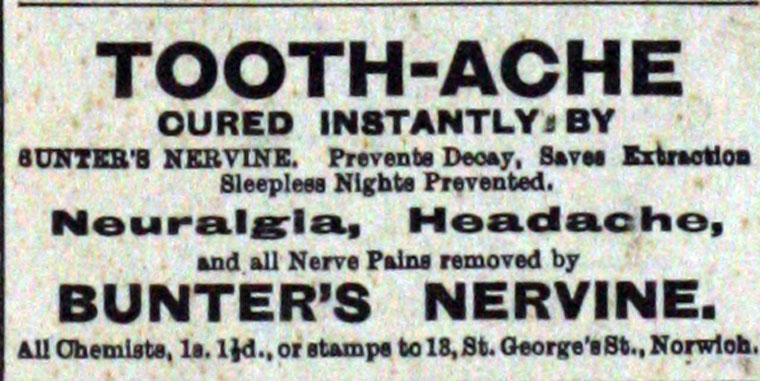 TOOTH-ACHE
CURED INSTANTLY BY
BUNTER'S NERVINE. Prevents Decay, Saves Extraction
Sleepless Nights Prevented.
Neuralgia, Headache,
and all Nerve Pains removed by
BUNTER'S NERVINE.
All Chemists, 1s. 1½d., or stamps to 13, St. George's St., Norwich.